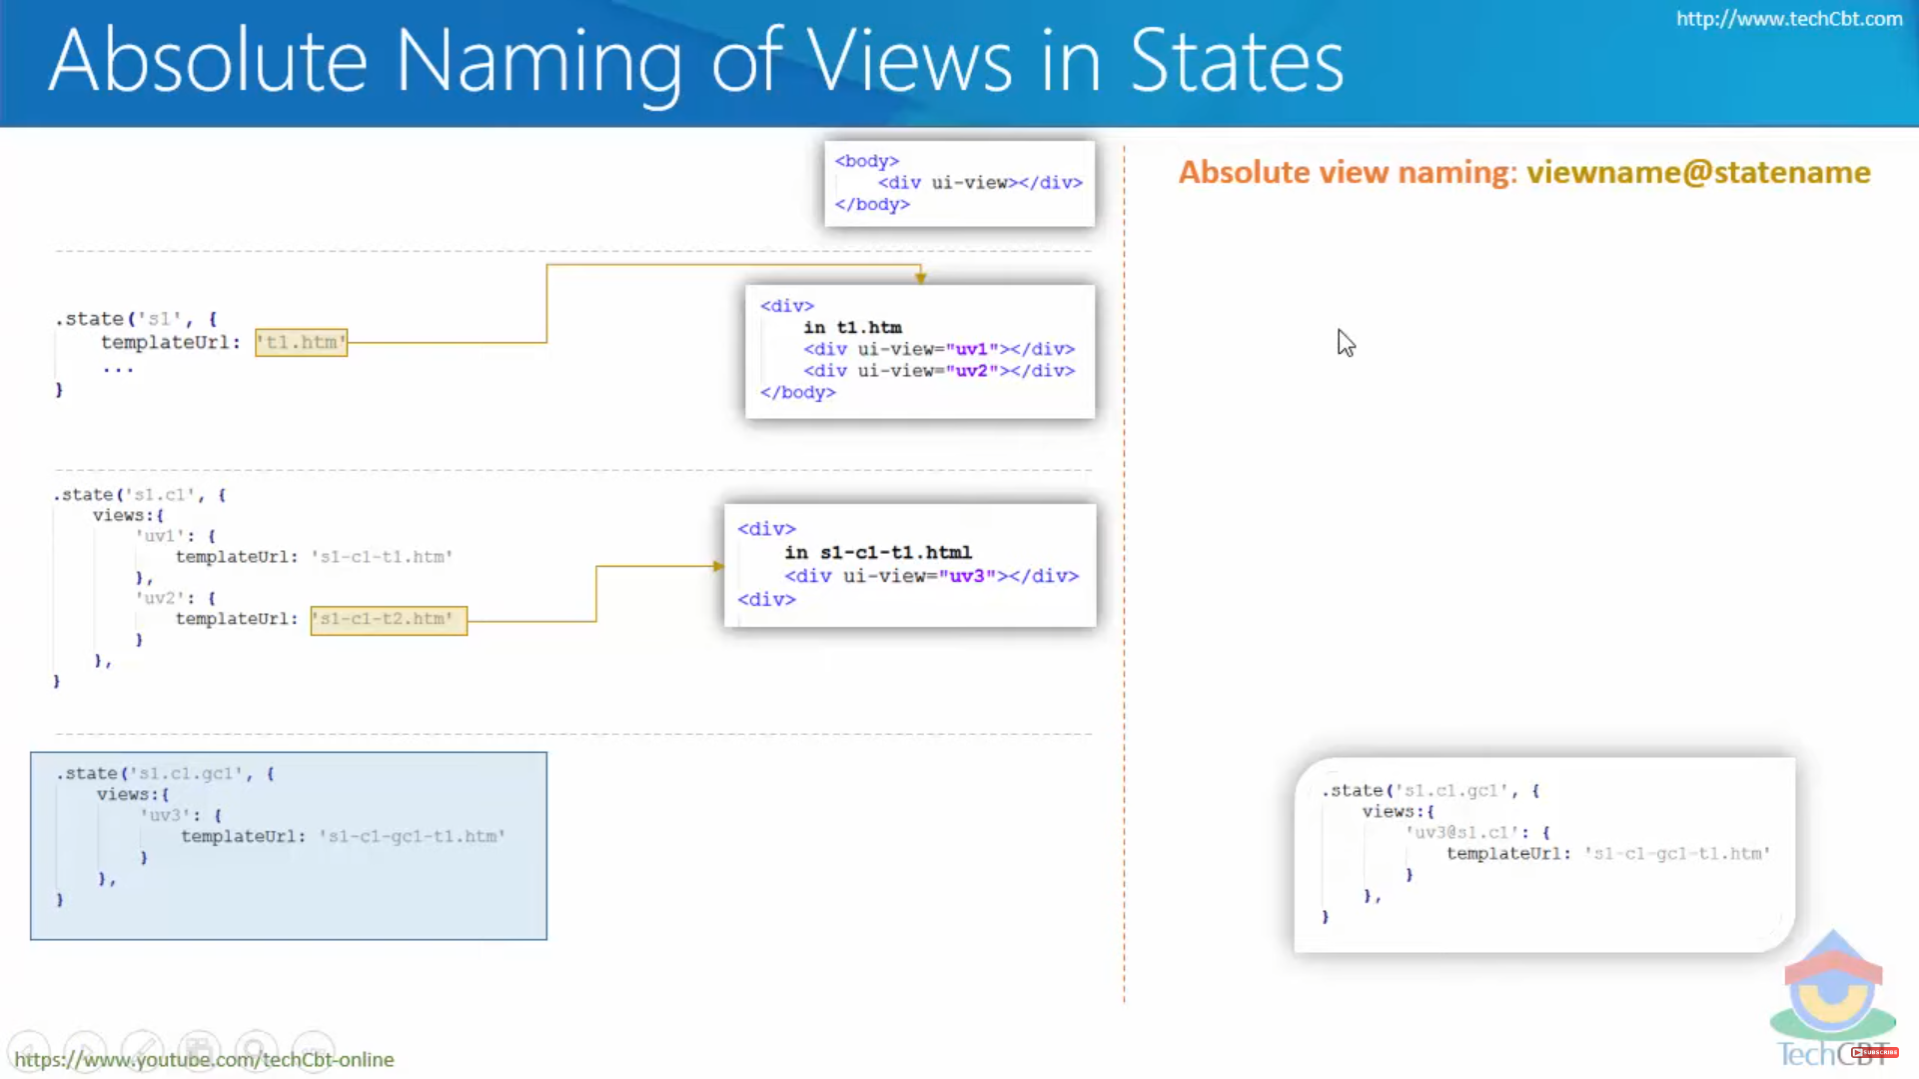 Absolute Naming of Views in States
http://www.techCbt.com
<body>
<div ui-view></div>
</body>
Absolute view naming: viewname@statename
.state('s1', {
templateUrl: 't1.htm'
...
}
<div>
in t1.htm
<div ui-view="uv1"></div>
<div ui-view="uv2"></div>
</body>
.state('s1.c1', {
views:{
'uv1': {
templateUrl: 's1-c1-t1.htm'
},
'uv2': {
templateUrl: 's1-c1-t2.htm'
}
},
}
<div>
in s1-c1-t1.html
<div ui-view="uv3"></div>
<div>
.state('s1.c1.gc1', {
views:{
'uv3': {
templateUrl: 's1-c1-gc1-t1.htm'
}
},
}
.state('s1.c1.gc1', {
views:{
'uv3@s1.c1': {
templateUrl: 's1-c1-gc1-t1.htm'
}
},
}
https://www.youtube.com/techCbt-online
TechCBT
SUBSCRIBE